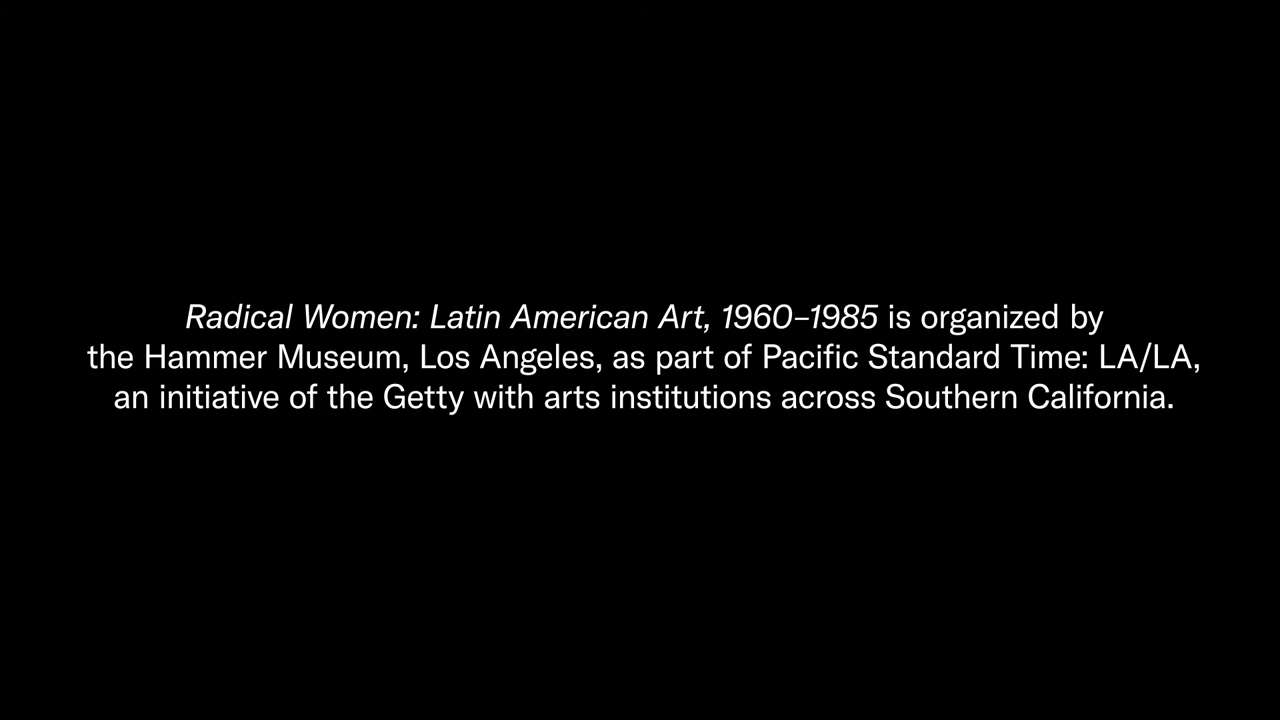 Radical Women: Latin American Art, 1960–1985 is organized by
the Hammer Museum, Los Angeles, as part of Pacific Standard Time: LA/LA,
an initiative of the Getty with arts institutions across Southern California.